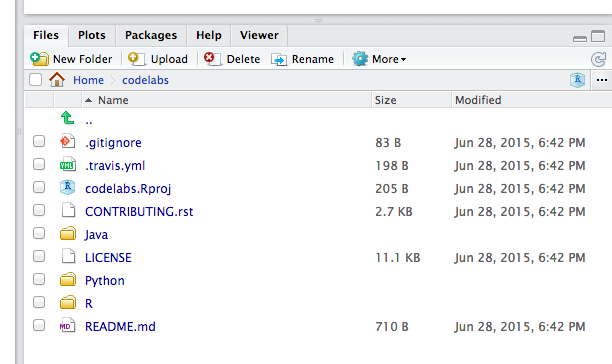 Files Plots Packages Help Viewer
New Folder Upload Delete Rename More
Home codelabs
Name Size Modified
..
.gitignore 83 B Jun 28, 2015, 6:42 PM
YML .travis.yml 198 B Jun 28, 2015, 6:42 PM
R codelabs.Rproj 205 B Jun 28, 2015, 6:42 PM
CONTRIBUTING.rst 2.7 KB Jun 28, 2015, 6:42 PM
Java
LICENSE 11.1 KB Jun 28, 2015, 6:42 PM
Python
R
MD README.md 710 B Jun 28, 2015, 6:42 PM